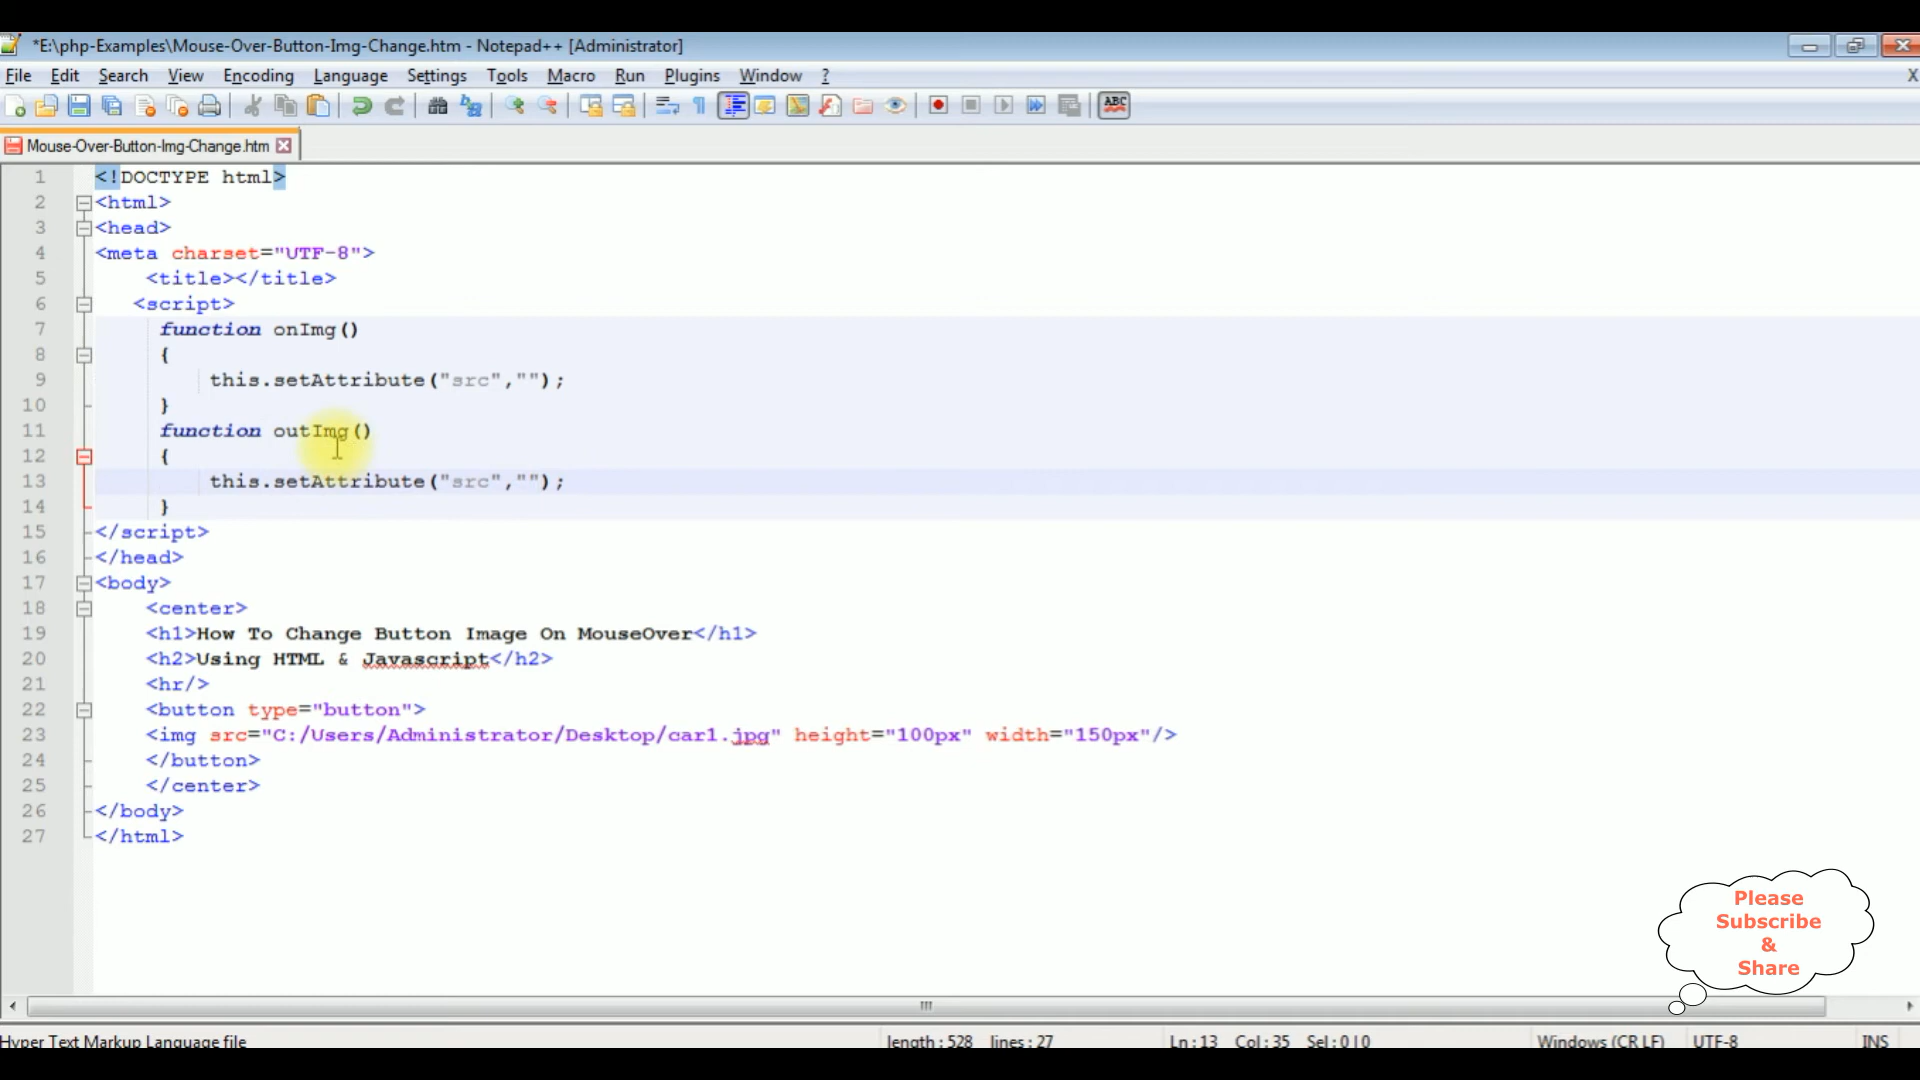 *E:\php-Examples\Mouse-Over-Button-Img-Change.htm - Notepad++ [Administrator]
File Edit Search View Encoding Language Settings Tools Macro Run Plugins Window ? X
ABC
Mouse-Over-Button-Img-Change.htm
1 <!DOCTYPE html>
2 <html>
3 <head>
4 <meta charset="UTF-8">
5 <title></title>
6 <script>
7 function onImg()
8 {
9 this.setAttribute("src","");
10 }
11 function outImg()
12 {
13 this.setAttribute("src","");
14 }
15 </script>
16 </head>
17 <body>
18 <center>
19 <h1>How To Change Button Image On MouseOver</h1>
20 <h2>Using HTML & Javascript</h2>
21 <hr/>
22 <button type="button">
23 <img src="C:/Users/Administrator/Desktop/car1.jpg" height="100px" width="150px"/>
24 </button>
25 </center>
26 </body>
27 </html>
Please
Subscribe
&
Share
Hyper Text Markup Language file length : 528 lines : 27 Ln : 13 Col : 35 Sel : 0 | 0 Windows (CR LF) UTF-8 INS